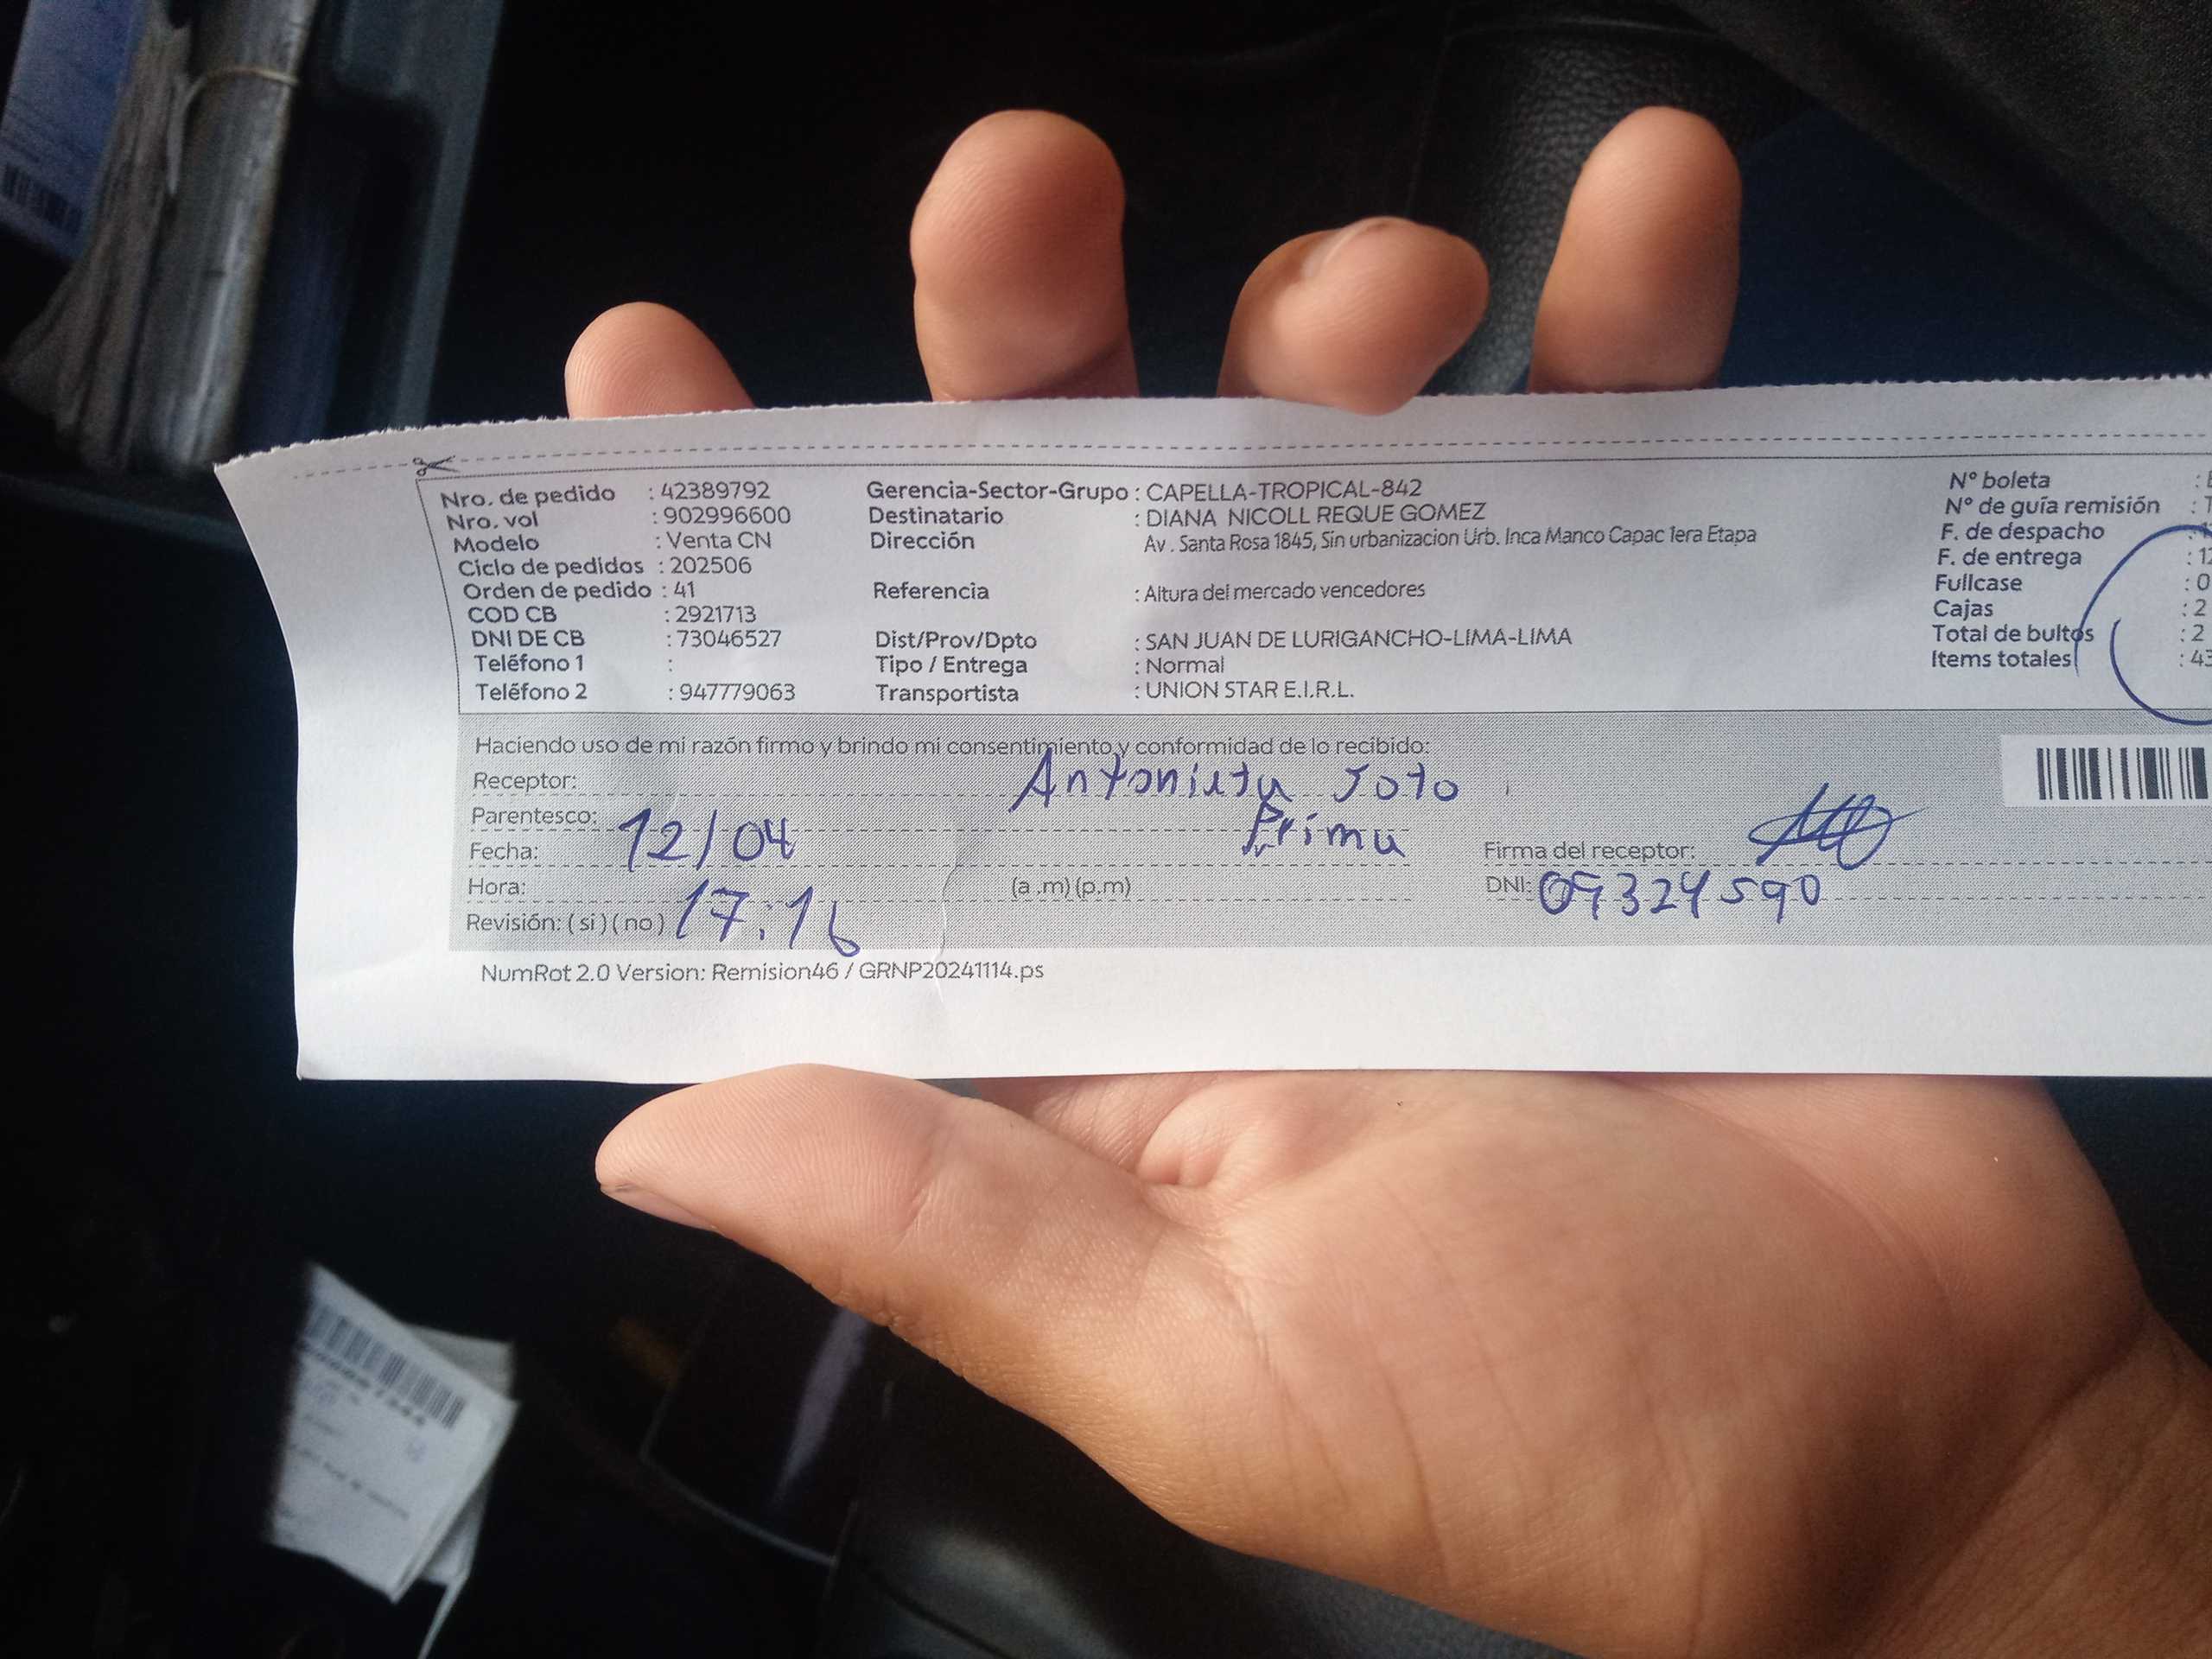 Nro. de pedido : 42389792
Nro. vol : 902996600
Modelo : Venta CN
Ciclo de pedidos : 202506
Orden de pedido : 41
COD CB : 2921713
DNI DE CB : 73046527
Teléfono 1 :
Teléfono 2 : 947779063
Gerencia-Sector-Grupo : CAPELLA-TROPICAL-842
Destinatario : DIANA NICOLL REQUE GOMEZ
Dirección Av . Santa Rosa 1845, Sin urbanizacion Urb. Inca Manco Capac 1era Etapa
Referencia : Altura del mercado vencedores
Dist/Prov/Dpto : SAN JUAN DE LURIGANCHO-LIMA-LIMA
Tipo / Entrega : Normal
Transportista : UNION STAR E.I.R.L.
Nº boleta :
Nº de guía remisión :
F. de despacho :
F. de entrega : 12
Fullcase : 0
Cajas : 2
Total de bultos : 2
Items totales : 43
Haciendo uso de mi razón firmo y brindo mi consentimiento y conformidad de lo recibido:
Receptor: Antonieta Soto
Parentesco: Prima
Fecha: 12/04
Hora: 17:16 (a .m) (p.m)
Revisión: ( si ) ( no )
Firma del receptor:
DNI: 09324590
NumRot 2.0 Version: Remision46 / GRNP20241114.ps